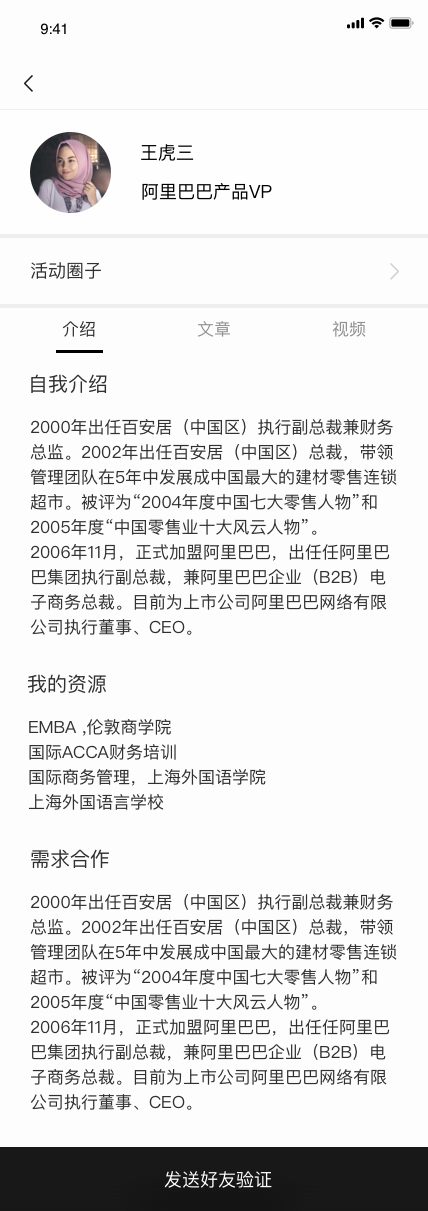 9:41
王虎三
阿里巴巴产品VP
活动圈子
介绍 文章 视频
自我介绍
2000年出任百安居（中国区）执行副总裁兼财务
总监。2002年出任百安居（中国区）总裁，带领
管理团队在5年中发展成中国最大的建材零售连锁
超市。被评为“2004年度中国七大零售人物”和
2005年度“中国零售业十大风云人物”。
2006年11月，正式加盟阿里巴巴，出任任阿里巴
巴集团执行副总裁，兼阿里巴巴企业（B2B）电
子商务总裁。目前为上市公司阿里巴巴网络有限
公司执行董事、CEO。
我的资源
EMBA ,伦敦商学院
国际ACCA财务培训
国际商务管理，上海外国语学院
上海外国语言学校
需求合作
2000年出任百安居（中国区）执行副总裁兼财务
总监。2002年出任百安居（中国区）总裁，带领
管理团队在5年中发展成中国最大的建材零售连锁
超市。被评为“2004年度中国七大零售人物”和
2005年度“中国零售业十大风云人物”。
2006年11月，正式加盟阿里巴巴，出任任阿里巴
巴集团执行副总裁，兼阿里巴巴企业（B2B）电
子商务总裁。目前为上市公司阿里巴巴网络有限
公司执行董事、CEO。
发送好友验证